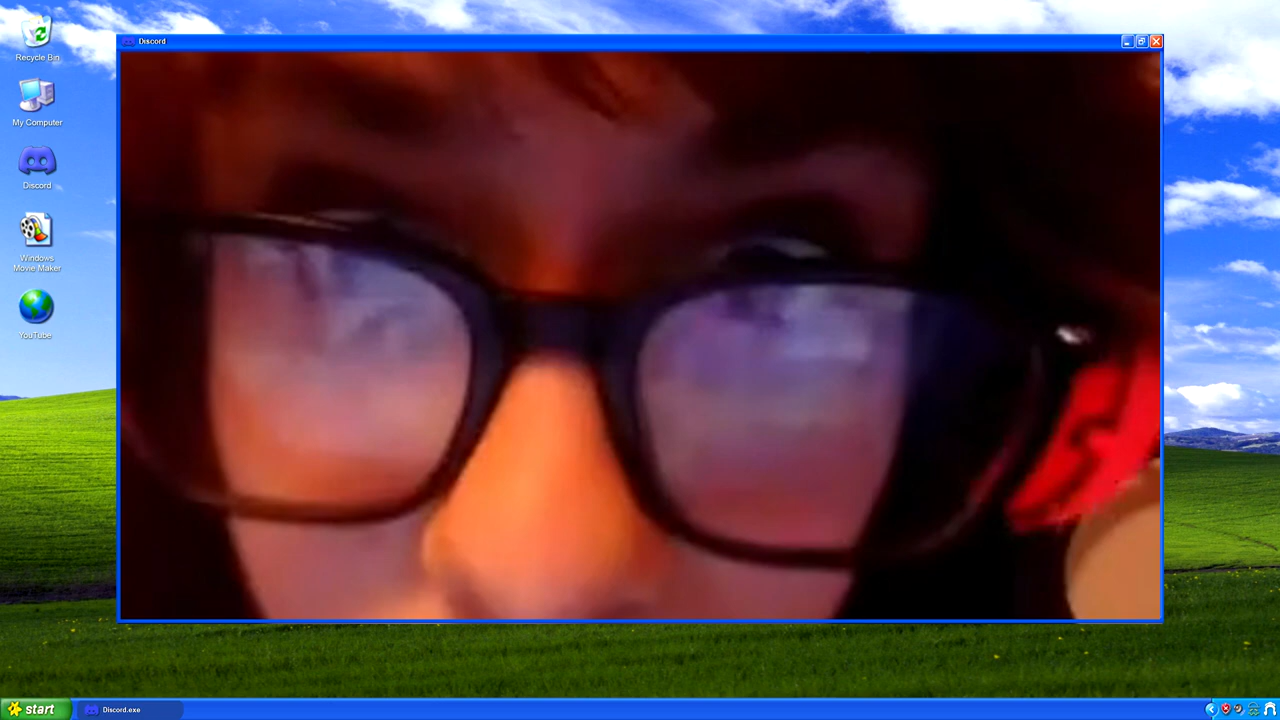 Discord
Recycle Bin
My Computer
Discord
Windows
Movie Maker
YouTube
start
Discord.exe